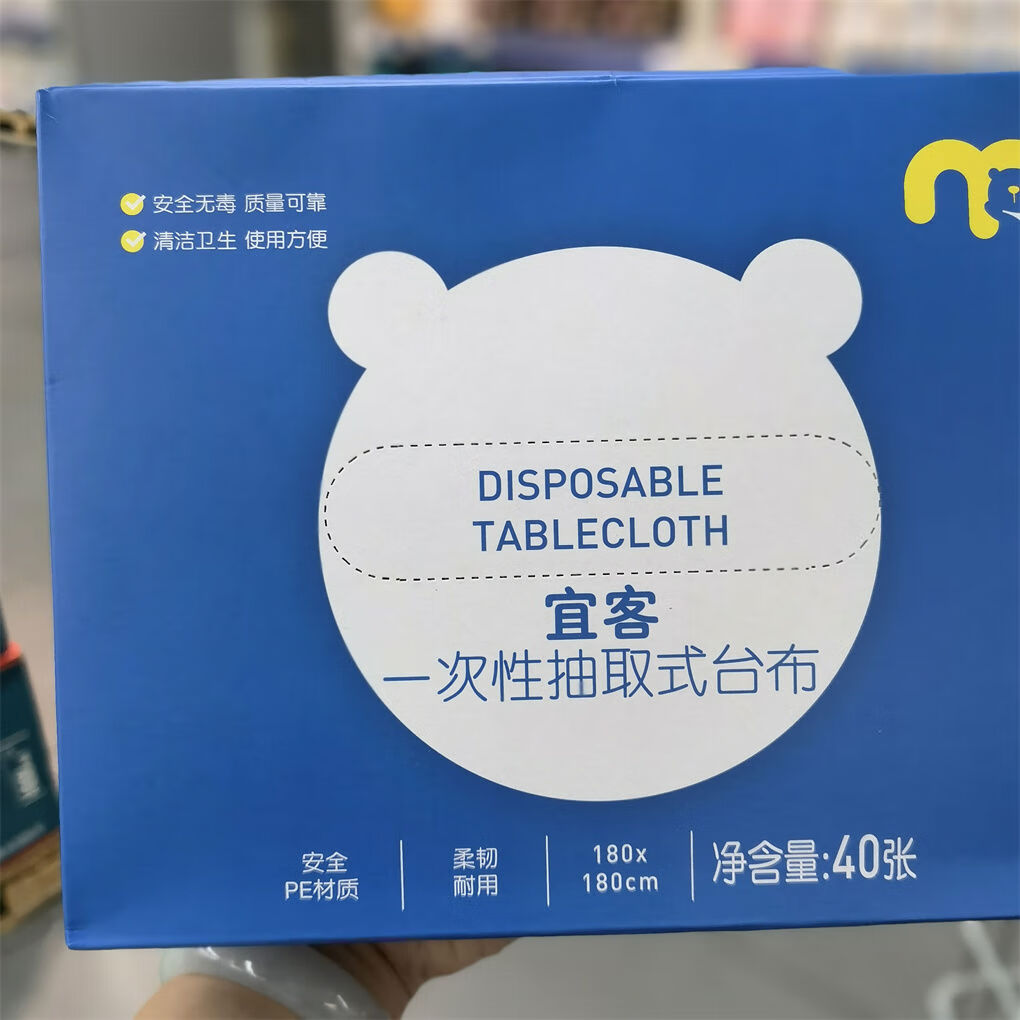 安全无毒 质量可靠
清洁卫生 使用方便
DISPOSABLE
TABLECLOTH
宜客
一次性抽取式台布
安全
PE材质
柔韧
耐用
180x
180cm
净含量:40张